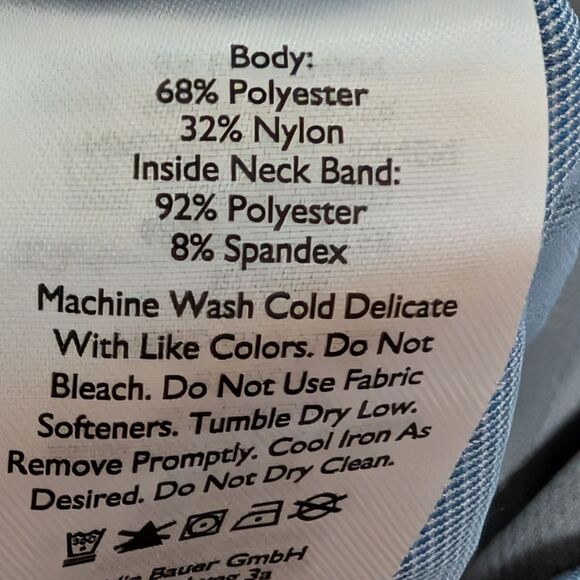 Body:
68% Polyester
32% Nylon
Inside Neck Band:
92% Polyester
8% Spandex
Machine Wash Cold Delicate
With Like Colors. Do Not
Bleach. Do Not Use Fabric
Softeners. Tumble Dry Low.
Remove Promptly. Cool Iron As
Desired. Do Not Dry Clean.
Bauer GmbH
3a